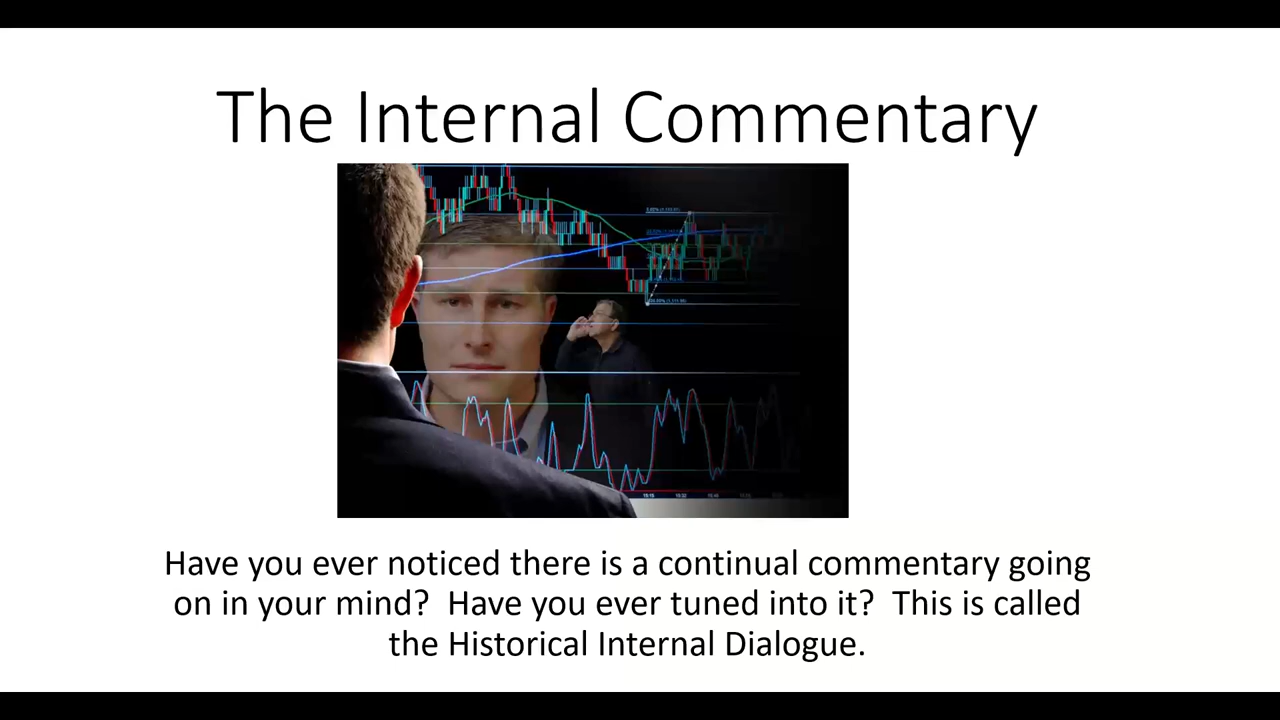 The Internal Commentary
Have you ever noticed there is a continual commentary going
on in your mind?  Have you ever tuned into it?  This is called
the Historical Internal Dialogue.